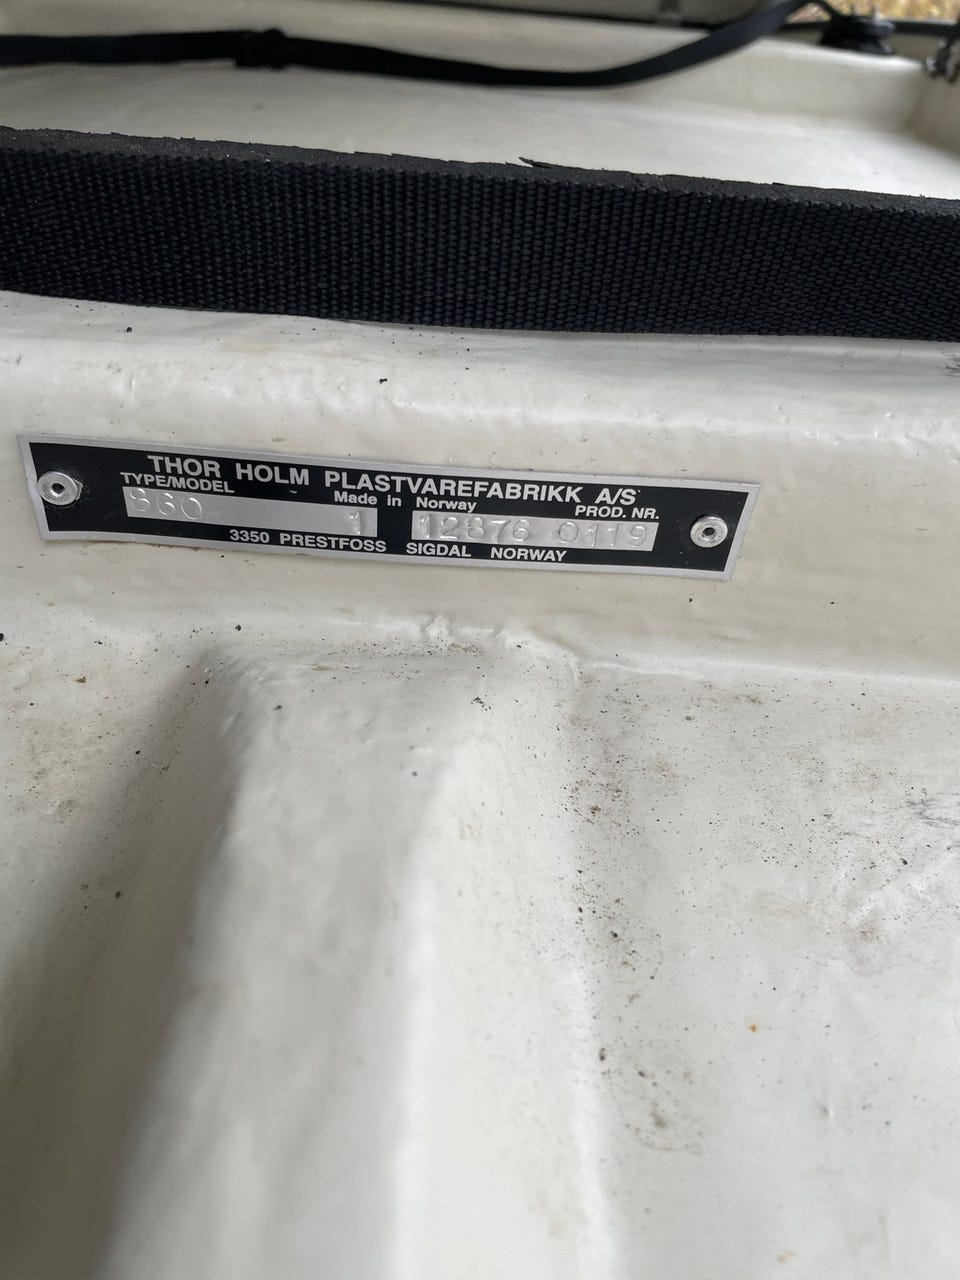 THOR HOLM PLASTVAREFABRIKK A/S
TYPE/MODEL Made in Norway PROD. NR.
860 1 12876 0119
3350 PRESTFOSS SIGDAL NORWAY